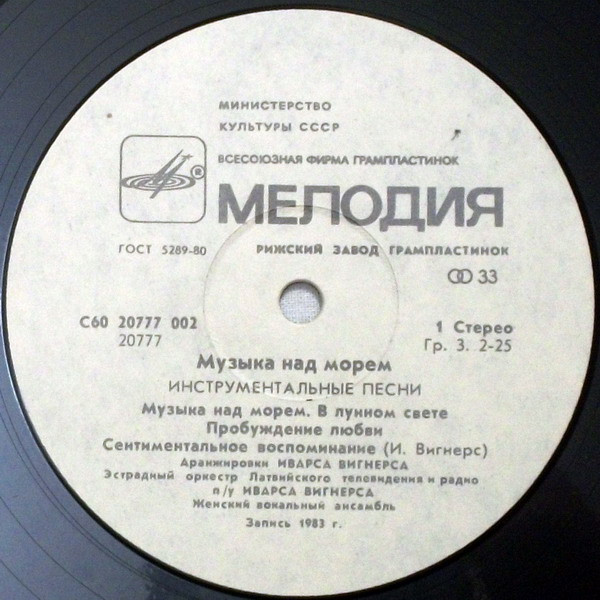 МИНИСТЕРСТВО
КУЛЬТУРЫ СССР
ВСЕСОЮЗНАЯ ФИРМА ГРАМПЛАСТИНОК
® МЕЛОДИЯ
ГОСТ 5289-80 РИЖСКИЙ ЗАВОД ГРАМПЛАСТИНОК
33
С60 20777 002 1 Стерео
20777 Гр. 3. 2-25
Музыка над морем
ИНСТРУМЕНТАЛЬНЫЕ ПЕСНИ
Музыка над морем. В лунном свете
Пробуждение любви
Сентиментальное воспоминание (И. Вигнерс)
Аранжировки ИВАРСА ВИГНЕРСА
Эстрадный оркестр Латвийского телевидения и радио
п/у ИВАРСА ВИГНЕРСА
Женский вокальный ансамбль
Запись 1983 г.